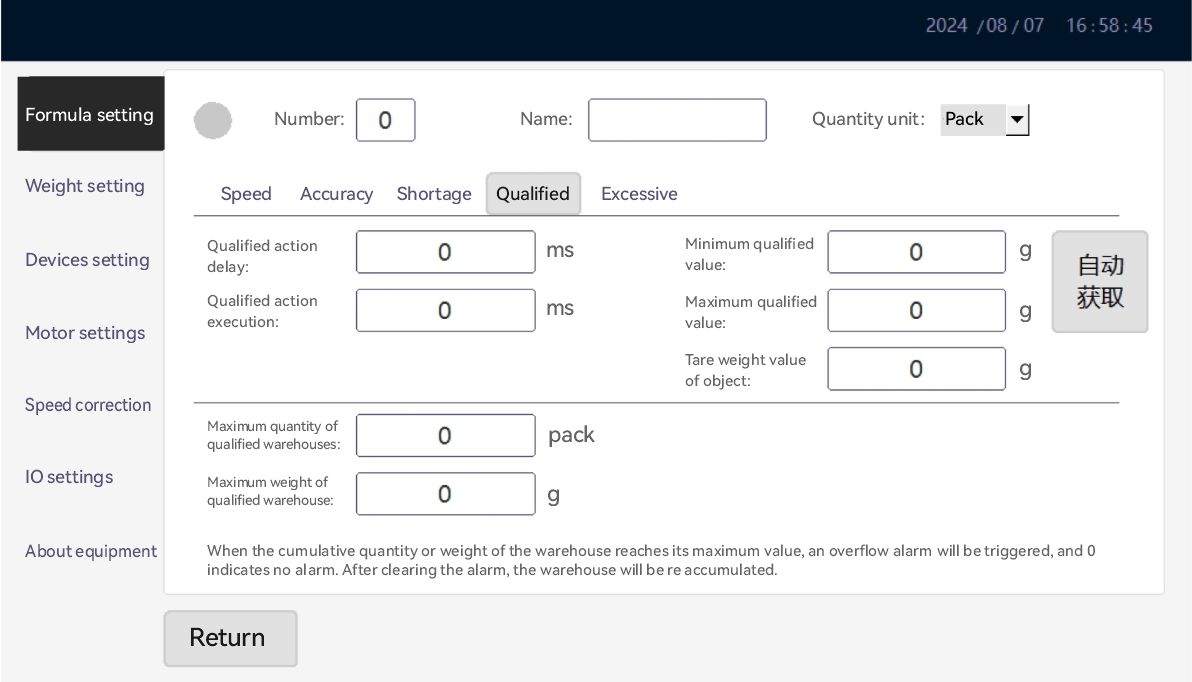 2024 /08/07 16:58:45
Formula setting
Weight setting
Devices setting
Motor settings
Speed correction
IO settings
About equipment
Number: 0 Name: Quantity unit: Pack
Speed Accuracy Shortage Qualified Excessive
Qualified action
delay:
0 ms
Qualified action
execution:
0 ms
Minimum qualified
value:
0 g
Maximum qualified
value:
0 g
Tare weight value
of object:
0 g
自动
获取
Maximum quantity of
qualified warehouses:
0 pack
Maximum weight of
qualified warehouse:
0 g
When the cumulative quantity or weight of the warehouse reaches its maximum value, an overflow alarm will be triggered, and 0
indicates no alarm. After clearing the alarm, the warehouse will be re accumulated.
Return